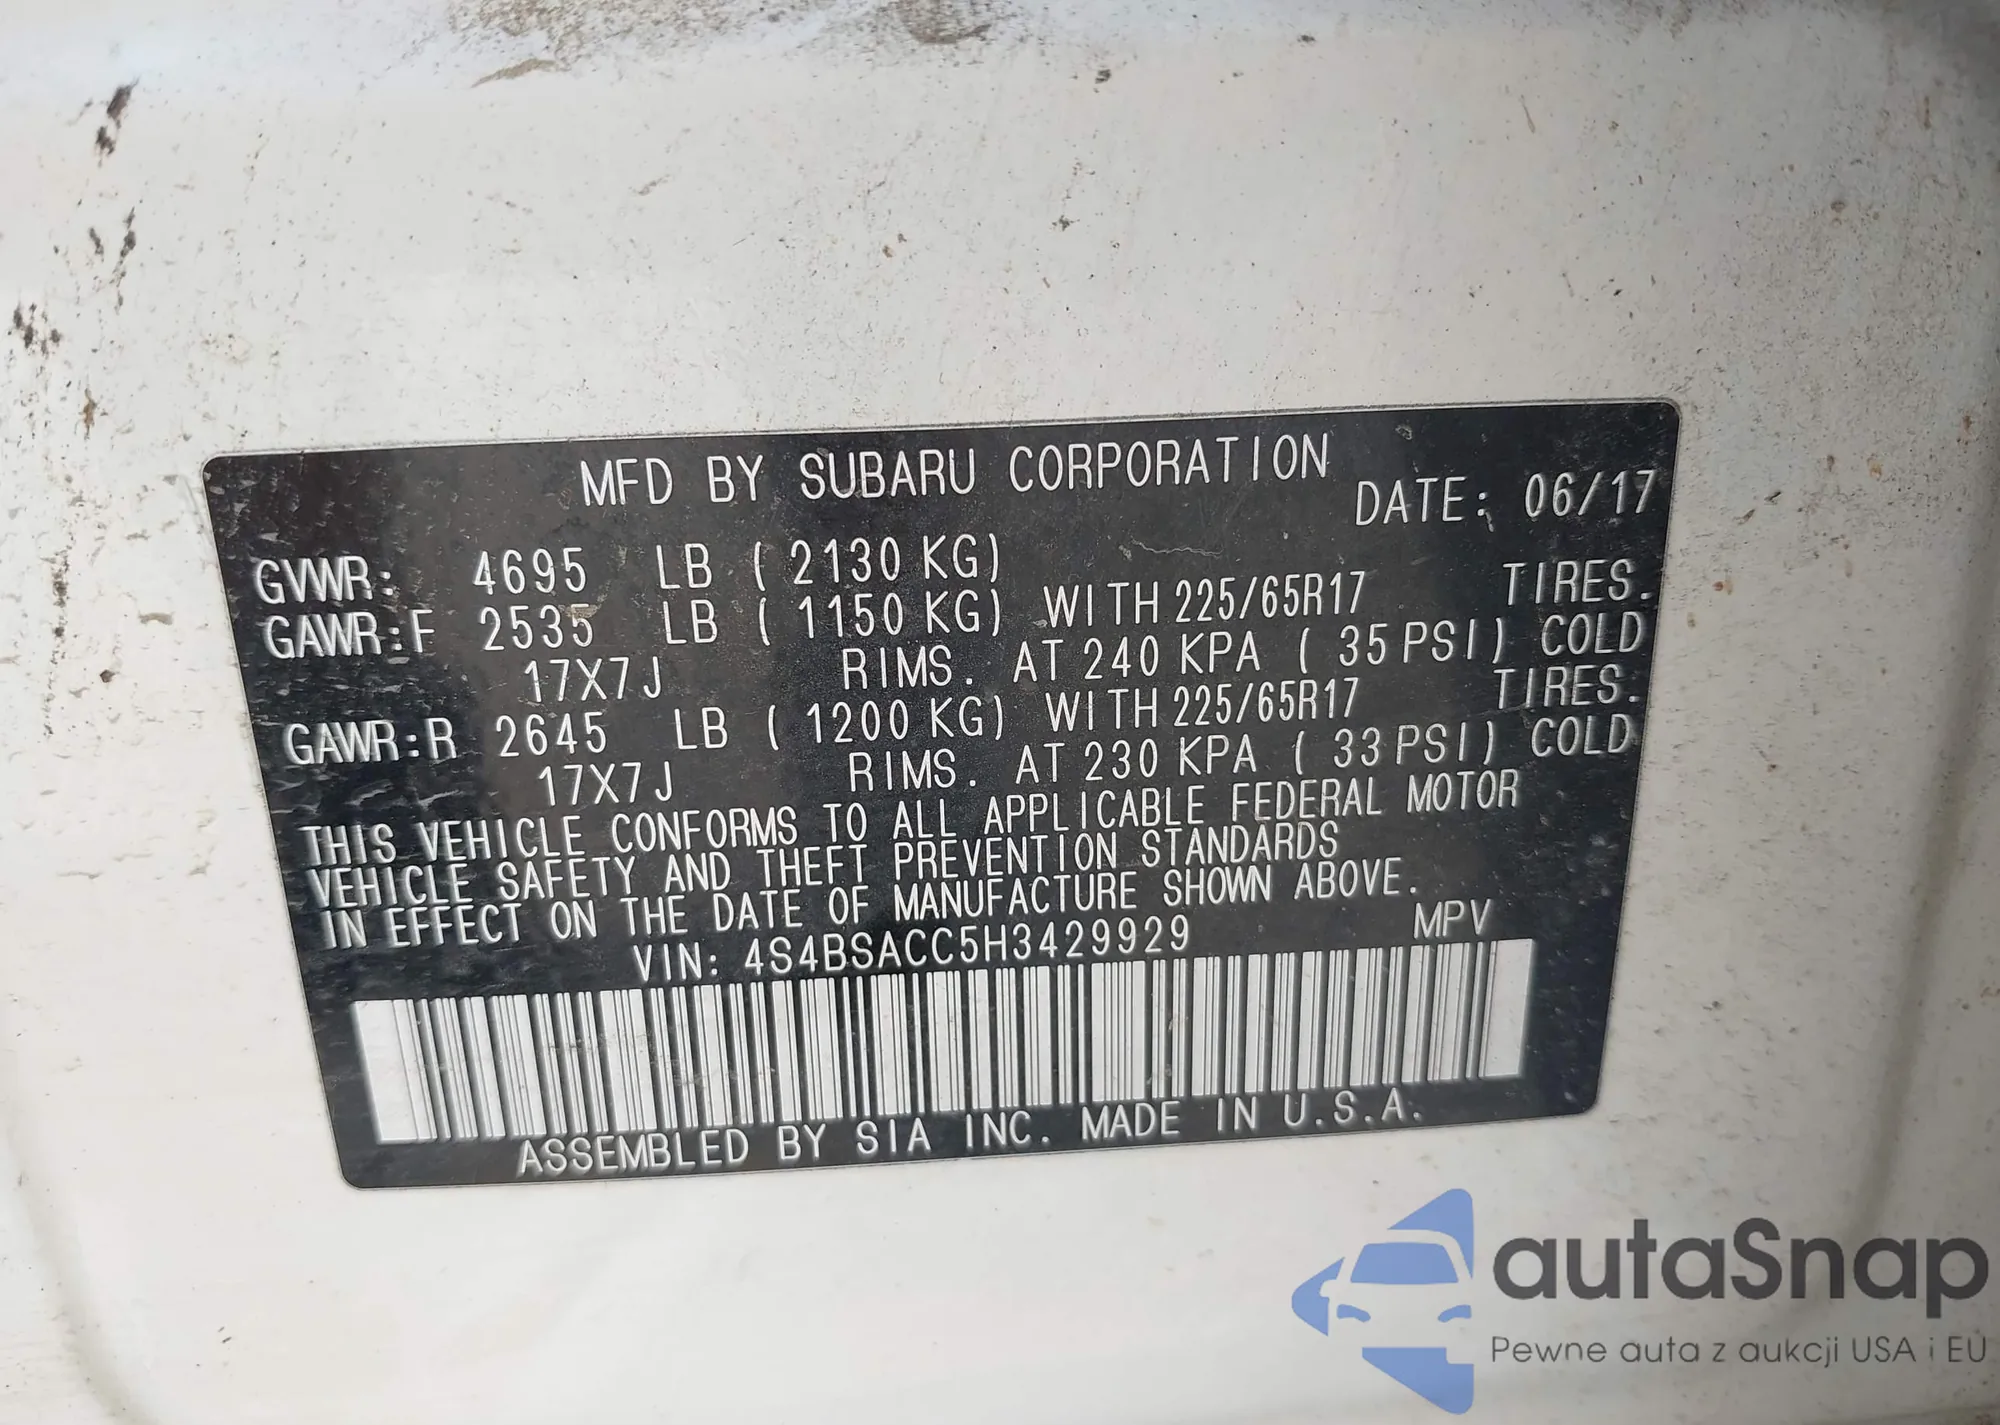 MFD BY SUBARU CORPORATION
DATE: 06/17
GVWR: 4695 LB ( 2130 KG)
GAWR:F 2535 LB ( 1150 KG) WITH 225/65R17 TIRES.
17X7J RIMS. AT 240 KPA ( 35 PSI) COLD
GAWR:R 2645 LB ( 1200 KG) WITH 225/65R17 TIRES.
17X7J RIMS. AT 230 KPA ( 33 PSI) COLD
THIS VEHICLE CONFORMS TO ALL APPLICABLE FEDERAL MOTOR
VEHICLE SAFETY AND THEFT PREVENTION STANDARDS
IN EFFECT ON THE DATE OF MANUFACTURE SHOWN ABOVE.
VIN: 4S4BSACC5H3429929 MPV
ASSEMBLED BY SIA INC. MADE IN U.S.A.
autaSnap
Pewne auta z aukcji USA i EU